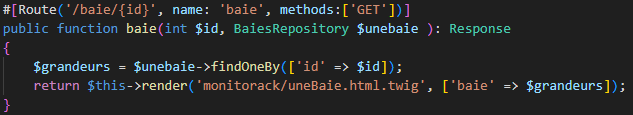 #[Route('/baie/{id}', name: 'baie', methods:['GET'])]
public function baie(int $id, BaiesRepository $unebaie ): Response
{
    $grandeurs = $unebaie->findOneBy(['id' => $id]);
    return $this->render('monitorack/uneBaie.html.twig', ['baie' => $grandeurs]);
}